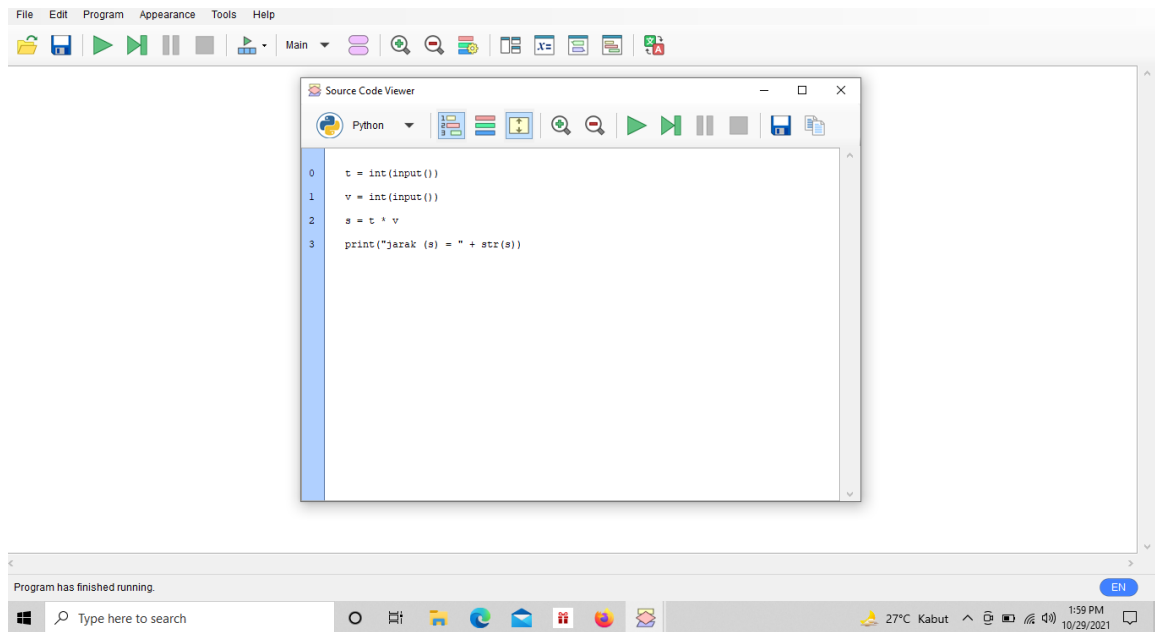 File Edit Program Appearance Tools Help
Main
Source Code Viewer
Python
0 t = int(input())
1 v = int(input())
2 s = t * v
3 print("jarak (s) = " + str(s))
Program has finished running.
EN
Type here to search
27°C Kabut
1:59 PM
10/29/2021